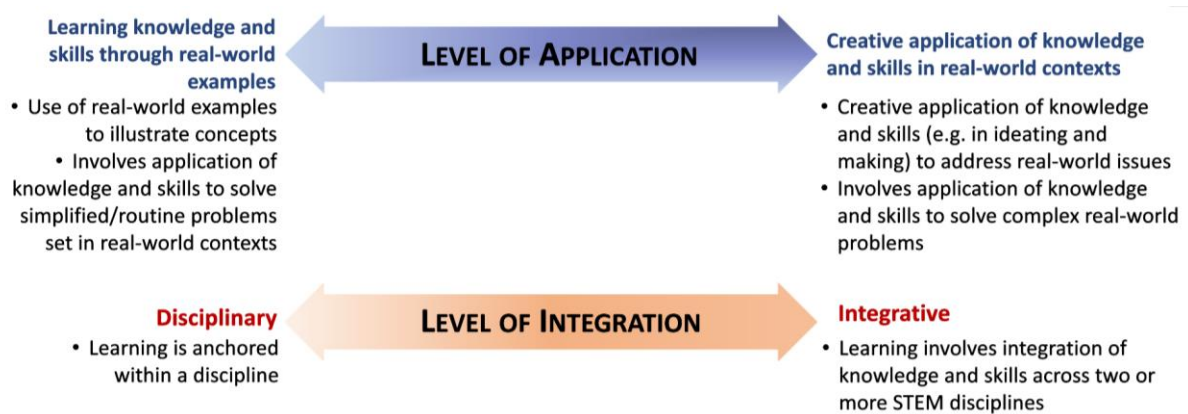 Learning knowledge and
skills through real-world
examples
• Use of real-world examples
to illustrate concepts
• Involves application of
knowledge and skills to solve
simplified/routine problems
set in real-world contexts
LEVEL OF APPLICATION
Creative application of knowledge
and skills in real-world contexts
• Creative application of knowledge
and skills (e.g. in ideating and
making) to address real-world issues
• Involves application of knowledge
and skills to solve complex real-world
problems
Disciplinary
• Learning is anchored
within a discipline
LEVEL OF INTEGRATION
Integrative
• Learning involves integration of
knowledge and skills across two or
more STEM disciplines